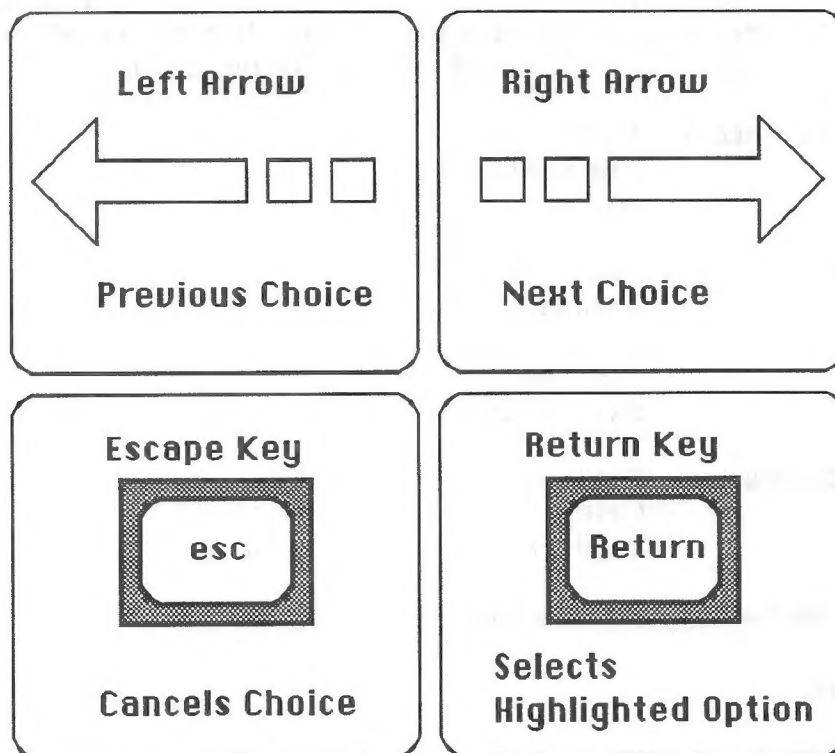 Left Arrow
Previous Choice
Right Arrow
Next Choice
Escape Key
esc
Cancels Choice
Return Key
Return
Selects
Highlighted Option